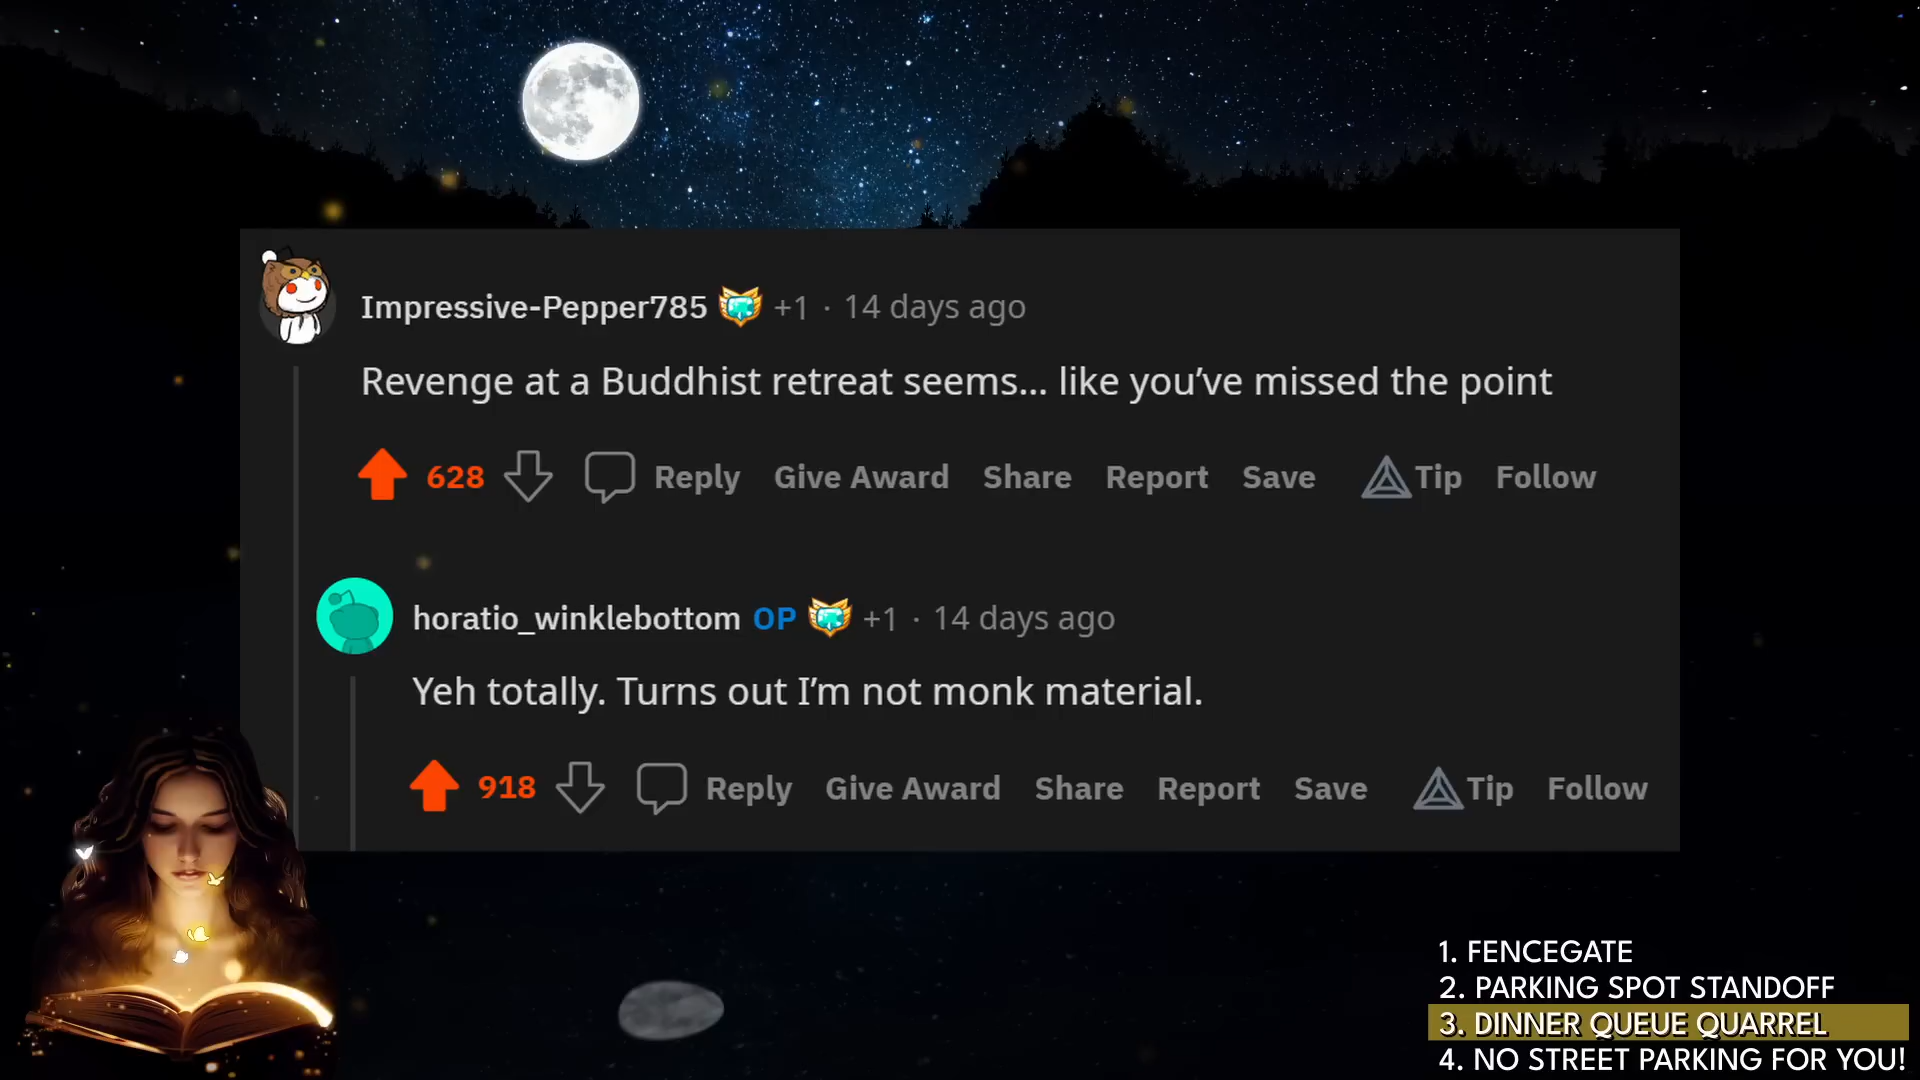 Impressive-Pepper785 +1 · 14 days ago
Revenge at a Buddhist retreat seems... like you’ve missed the point
628 Reply Give Award Share Report Save Tip Follow
horatio_winklebottom OP +1 · 14 days ago
Yeh totally. Turns out I’m not monk material.
918 Reply Give Award Share Report Save Tip Follow
1. FENCEGATE
2. PARKING SPOT STANDOFF
3. DINNER QUEUE QUARREL
4. NO STREET PARKING FOR YOU!